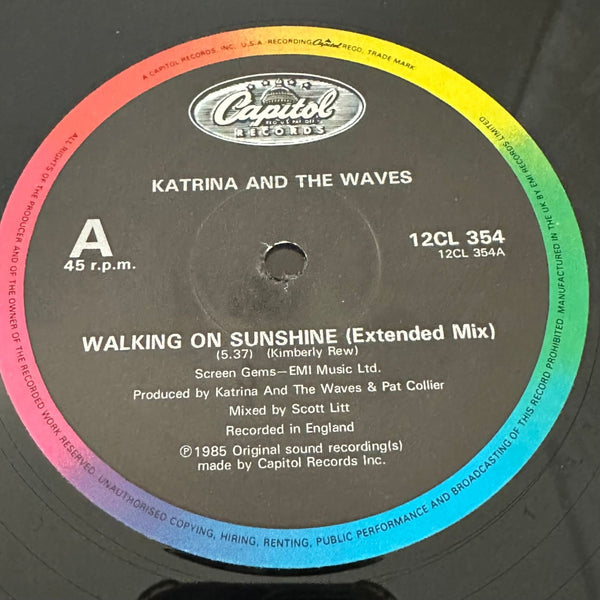 A CAPITOL RECORDS, INC., U.S.A. RECORDING Capitol REGD. TRADE MARK
Capitol
RECORDS
KATRINA AND THE WAVES
A
45 r.p.m.
12CL 354
12CL 354A
WALKING ON SUNSHINE (Extended Mix)
(5.37) (Kimberly Rew)
Screen Gems—EMI Music Ltd.
Produced by Katrina And The Waves & Pat Collier
Mixed by Scott Litt
Recorded in England
℗ 1985 Original sound recording(s)
made by Capitol Records Inc.
ALL RIGHTS OF THE PRODUCER AND OF THE OWNER OF THE RECORDED WORK RESERVED. UNAUTHORISED COPYING, HIRING, RENTING, PUBLIC PERFORMANCE AND BROADCASTING OF THIS RECORD PROHIBITED. MANUFACTURED IN THE UK BY EMI RECORDS LIMITED